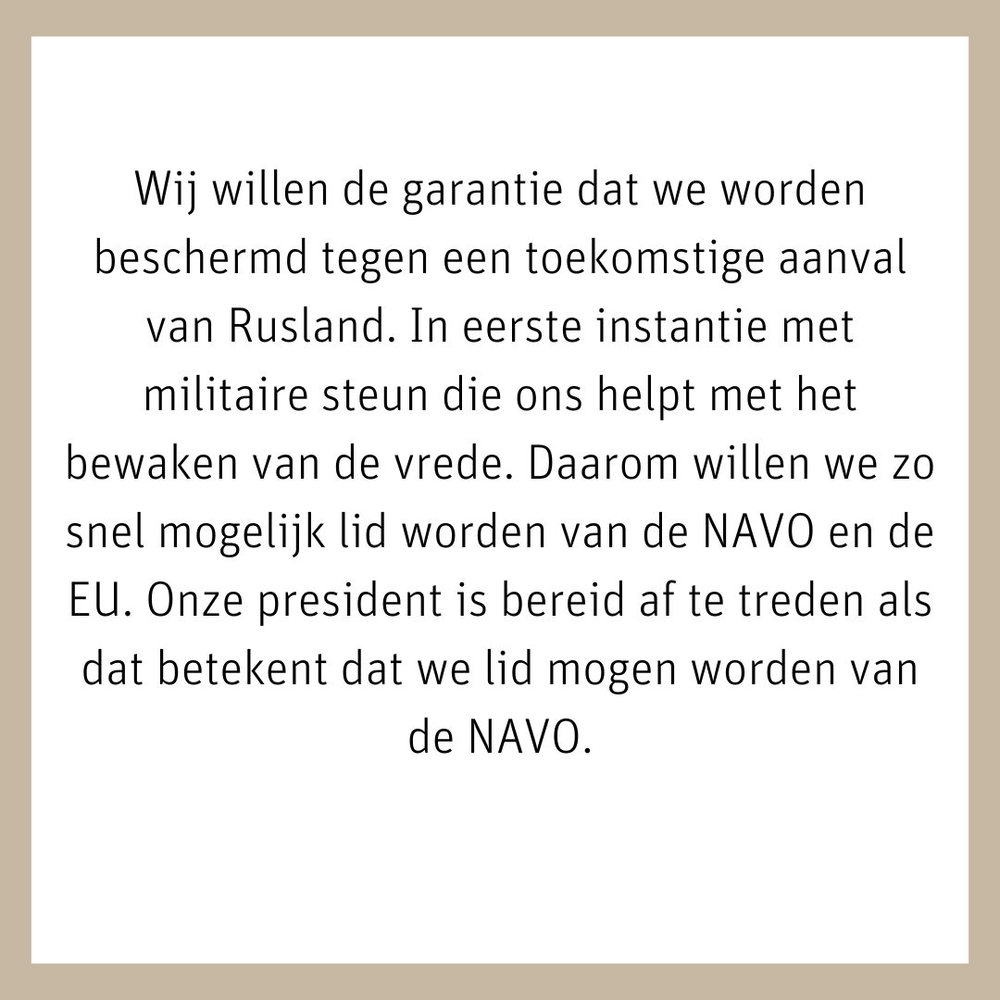 Wij willen de garantie dat we worden
beschermd tegen een toekomstige aanval
van Rusland. In eerste instantie met
militaire steun die ons helpt met het
bewaken van de vrede. Daarom willen we zo
snel mogelijk lid worden van de NAVO en de
EU. Onze president is bereid af te treden als
dat betekent dat we lid mogen worden van
de NAVO.